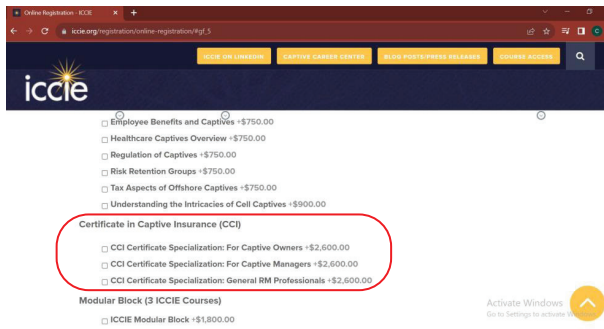 Online Registration - ICCIE
iccie.org/registration/online-registration/#gf_5
ICCIE ON LINKEDIN
CAPTIVE CAREER CENTER
BLOG POSTS/PRESS RELEASES
COURSE ACCESS
iccie
Employee Benefits and Captives +$750.00
Healthcare Captives Overview +$750.00
Regulation of Captives +$750.00
Risk Retention Groups +$750.00
Tax Aspects of Offshore Captives +$750.00
Understanding the Intricacies of Cell Captives +$900.00
Certificate in Captive Insurance (CCI)
CCI Certificate Specialization: For Captive Owners +$2,600.00
CCI Certificate Specialization: For Captive Managers +$2,600.00
CCI Certificate Specialization: General RM Professionals +$2,600.00
Modular Block (3 ICCIE Courses)
ICCIE Modular Block +$1,800.00
Activate Windows
Go to Settings to activate Windows.